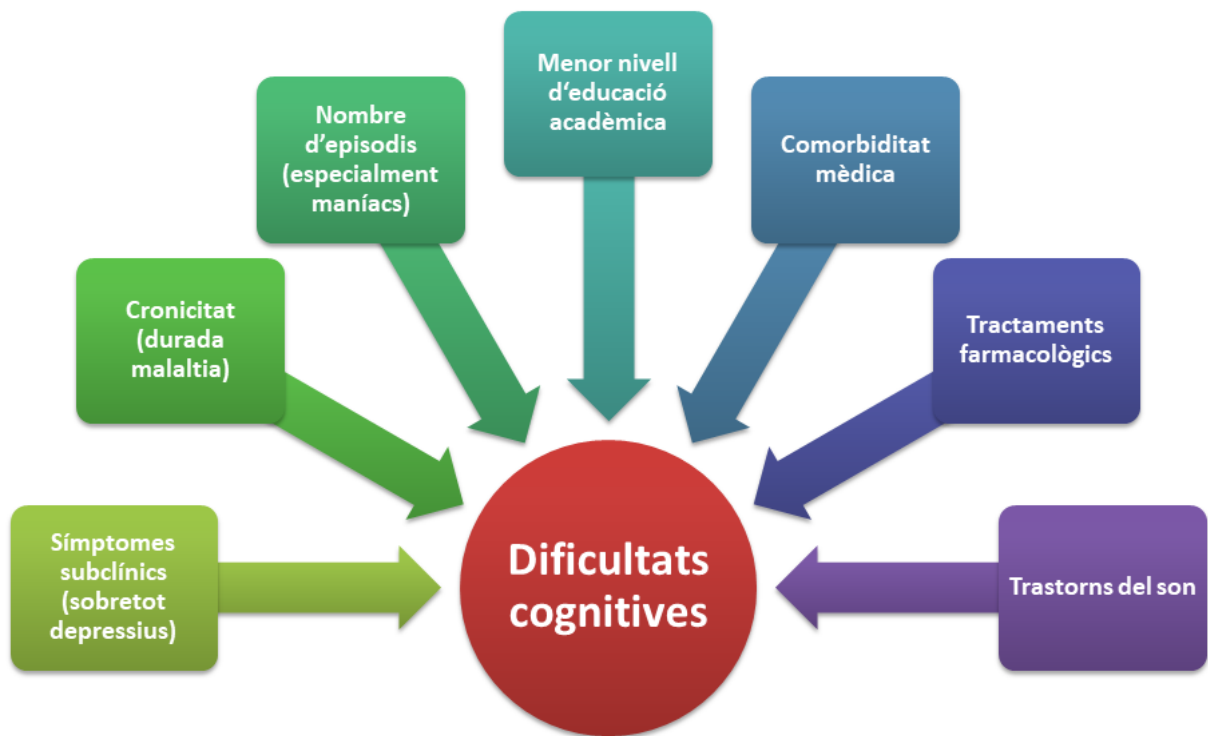 Menor nivell
d‘educació
acadèmica
Nombre
d’episodis
(especialment
maníacs)
Comorbiditat
mèdica
Cronicitat
(durada
malaltia)
Tractaments
farmacològics
Símptomes
subclínics
(sobretot
depressius)
Dificultats
cognitives
Trastorns del son